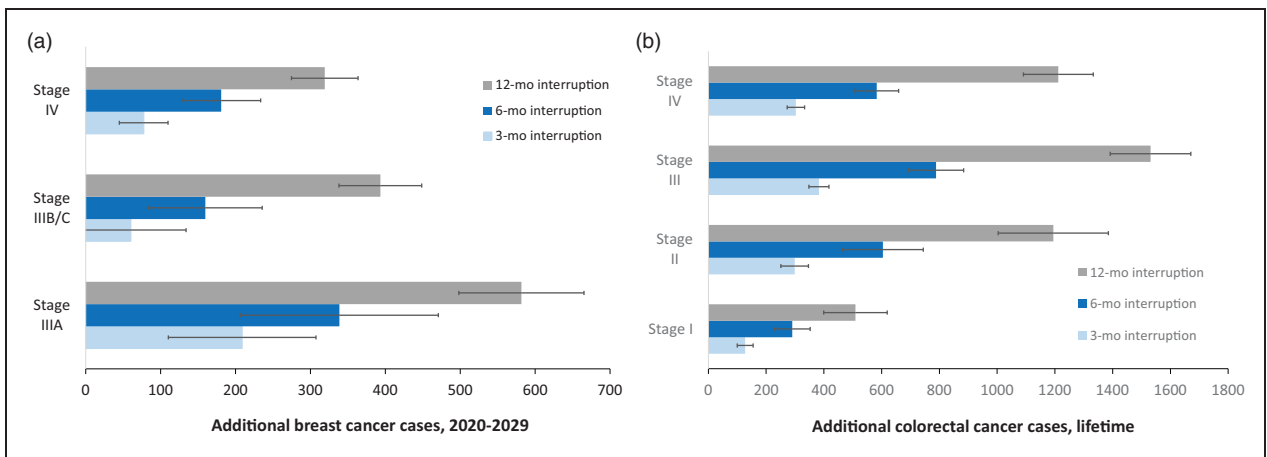 (a)
Stage
IV
Stage
IIIB/C
Stage
IIIA
12-mo interruption
6-mo interruption
3-mo interruption
0 100 200 300 400 500 600 700
Additional breast cancer cases, 2020-2029
(b)
Stage
IV
Stage
III
Stage
II
Stage I
12-mo interruption
6-mo interruption
3-mo interruption
0 200 400 600 800 1000 1200 1400 1600 1800
Additional colorectal cancer cases, lifetime